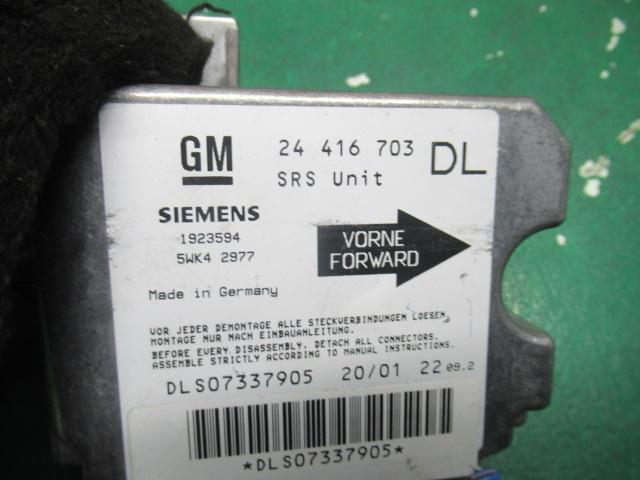 GM 24 416 703 DL
SRS Unit
SIEMENS
1923594
5WK4 2977
VORNE
FORWARD
Made in Germany
VOR JEDER DEMONTAGE ALLE STECKVERBINDUNGEN LOESEN,
MONTAGE NUR NACH EINBAUANLEITUNG.
BEFORE EVERY DISASSEMBLY, DETACH ALL CONNECTORS.
ASSEMBLE STRICTLY ACCORDING TO MANUAL INSTRUCTIONS.
DLS07337905 20/01 22 09.2
*DLS07337905*